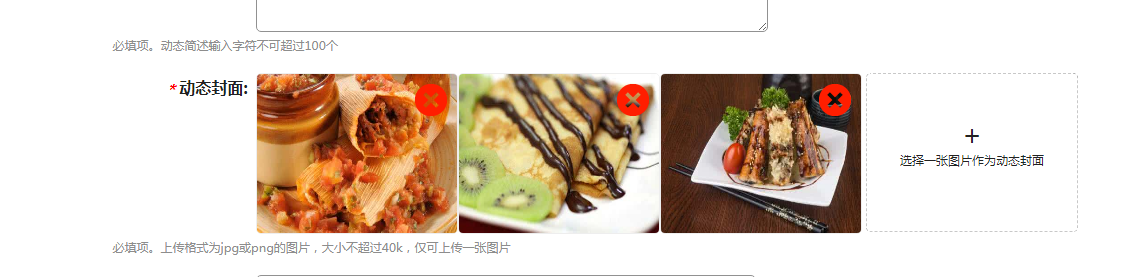 必填项。动态简述输入字符不可超过100个
*动态封面:
+
选择一张图片作为动态封面
必填项。上传格式为jpg或png的图片，大小不超过40k，仅可上传一张图片